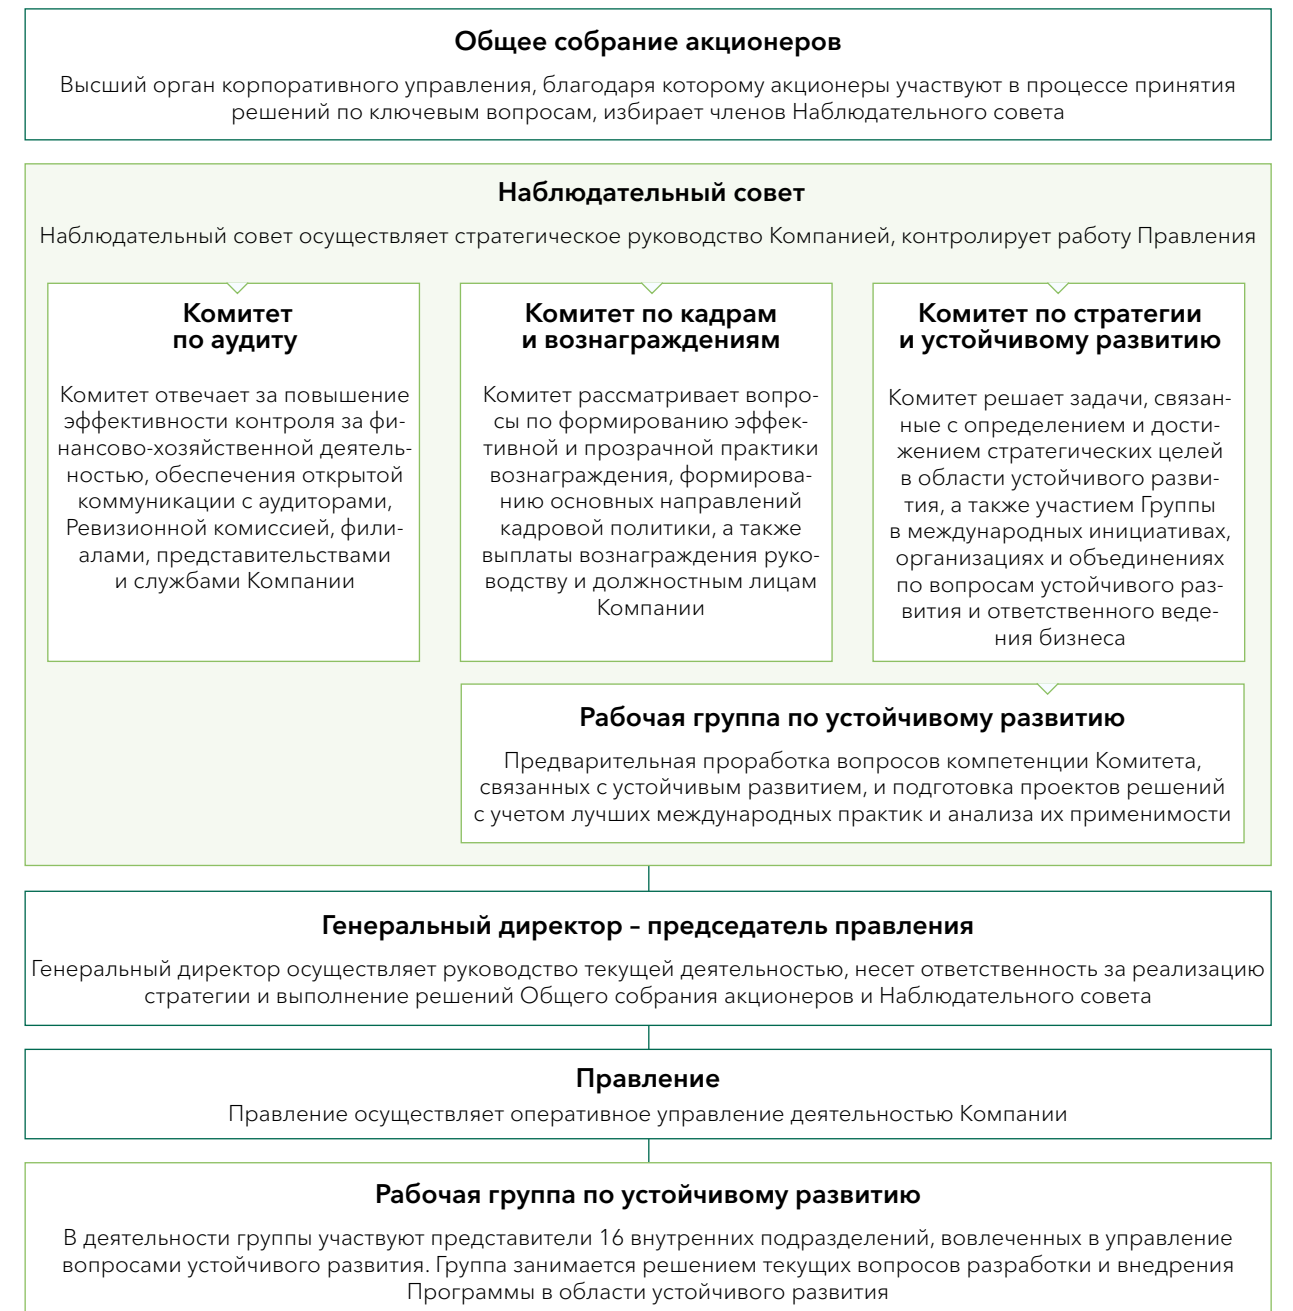 Общее собрание акционеров
Высший орган корпоративного управления, благодаря которому акционеры участвуют в процессе принятия
решений по ключевым вопросам, избирает членов Наблюдательного совета
Наблюдательный совет
Наблюдательный совет осуществляет стратегическое руководство Компанией, контролирует работу Правления
Комитет
по аудиту
Комитет отвечает за повышение
эффективности контроля за фи-
нансово-хозяйственной деятель-
ностью, обеспечения открытой
коммуникации с аудиторами,
Ревизионной комиссией, фили-
алами, представительствами
и службами Компании
Комитет по кадрам
и вознаграждениям
Комитет рассматривает вопро-
сы по формированию эффек-
тивной и прозрачной практики
вознаграждения, формирова-
нию основных направлений
кадровой политики, а также
выплаты вознаграждения руко-
водству и должностным лицам
Компании
Комитет по стратегии
и устойчивому развитию
Комитет решает задачи, связан-
ные с определением и дости-
жением стратегических целей
в области устойчивого разви-
тия, а также участием Группы
в международных инициативах,
организациях и объединениях
по вопросам устойчивого раз-
вития и ответственного веде-
ния бизнеса
Рабочая группа по устойчивому развитию
Предварительная проработка вопросов компетенции Комитета,
связанных с устойчивым развитием, и подготовка проектов решений
с учетом лучших международных практик и анализа их применимости
Генеральный директор – председатель правления
Генеральный директор осуществляет руководство текущей деятельностью, несет ответственность за реализацию
стратегии и выполнение решений Общего собрания акционеров и Наблюдательного совета
Правление
Правление осуществляет оперативное управление деятельностью Компании
Рабочая группа по устойчивому развитию
В деятельности группы участвуют представители 16 внутренних подразделений, вовлеченных в управление
вопросами устойчивого развития. Группа занимается решением текущих вопросов разработки и внедрения
Программы в области устойчивого развития